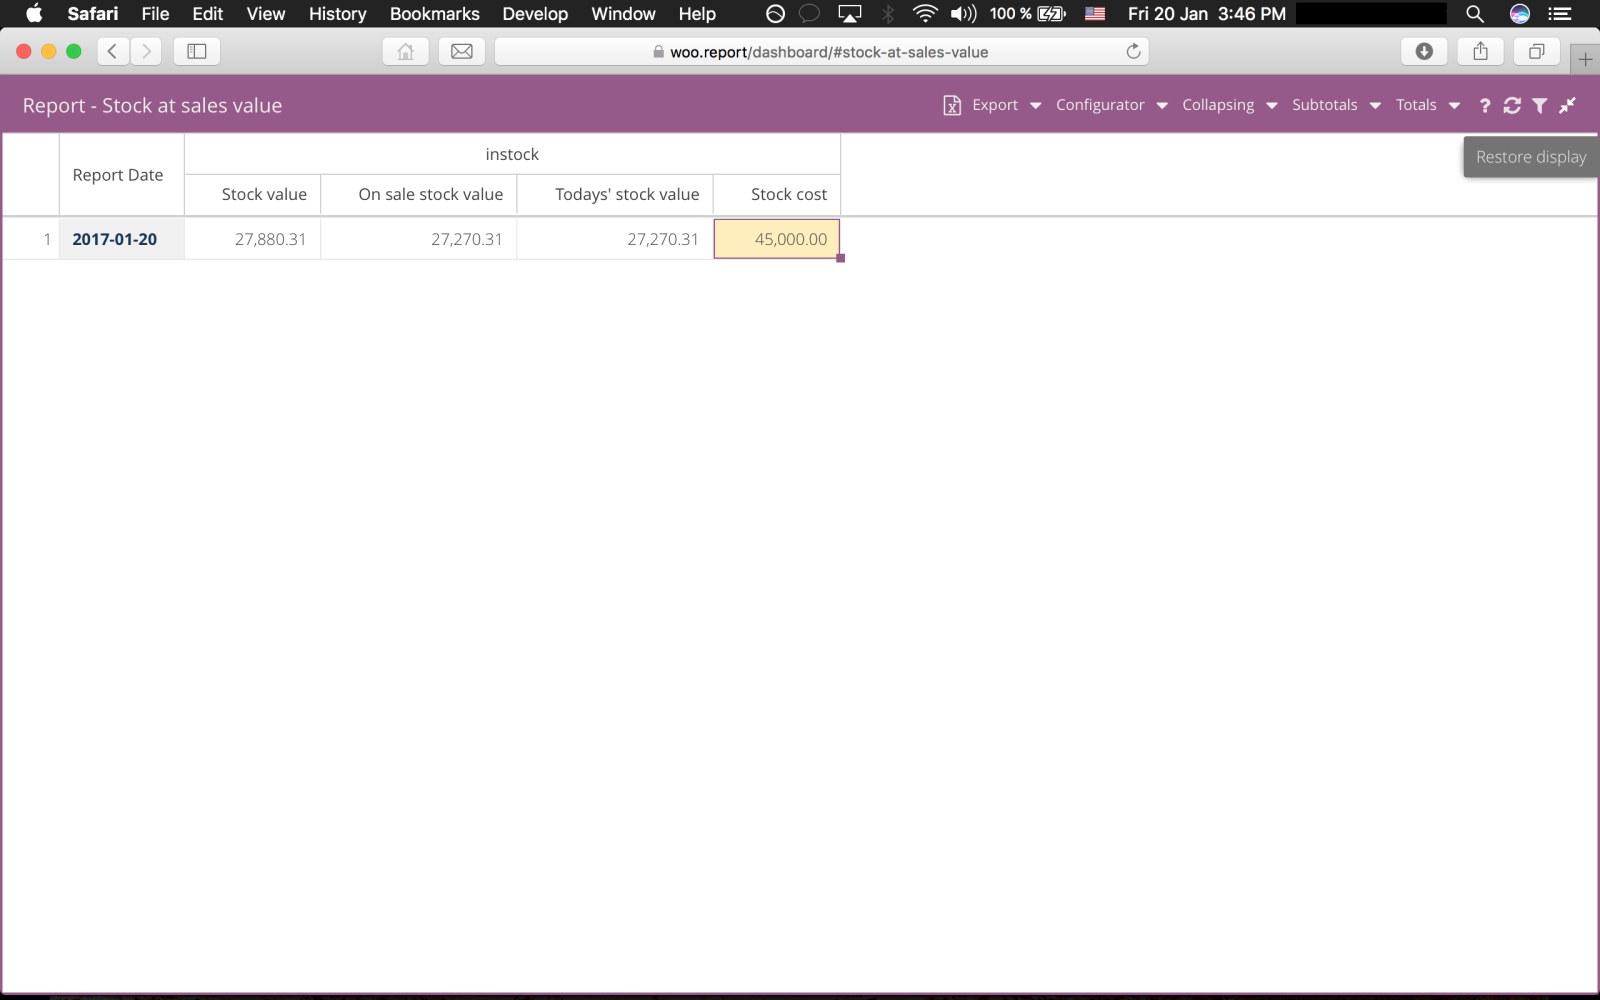 Safari File Edit View History Bookmarks Develop Window Help 100 % Fri 20 Jan 3:46 PM
woo.report/dashboard/#stock-at-sales-value
Report - Stock at sales value Export Configurator Collapsing Subtotals Totals ?
Restore display
instock
Report Date
Stock value On sale stock value Todays' stock value Stock cost
1 2017-01-20 27,880.31 27,270.31 27,270.31 45,000.00